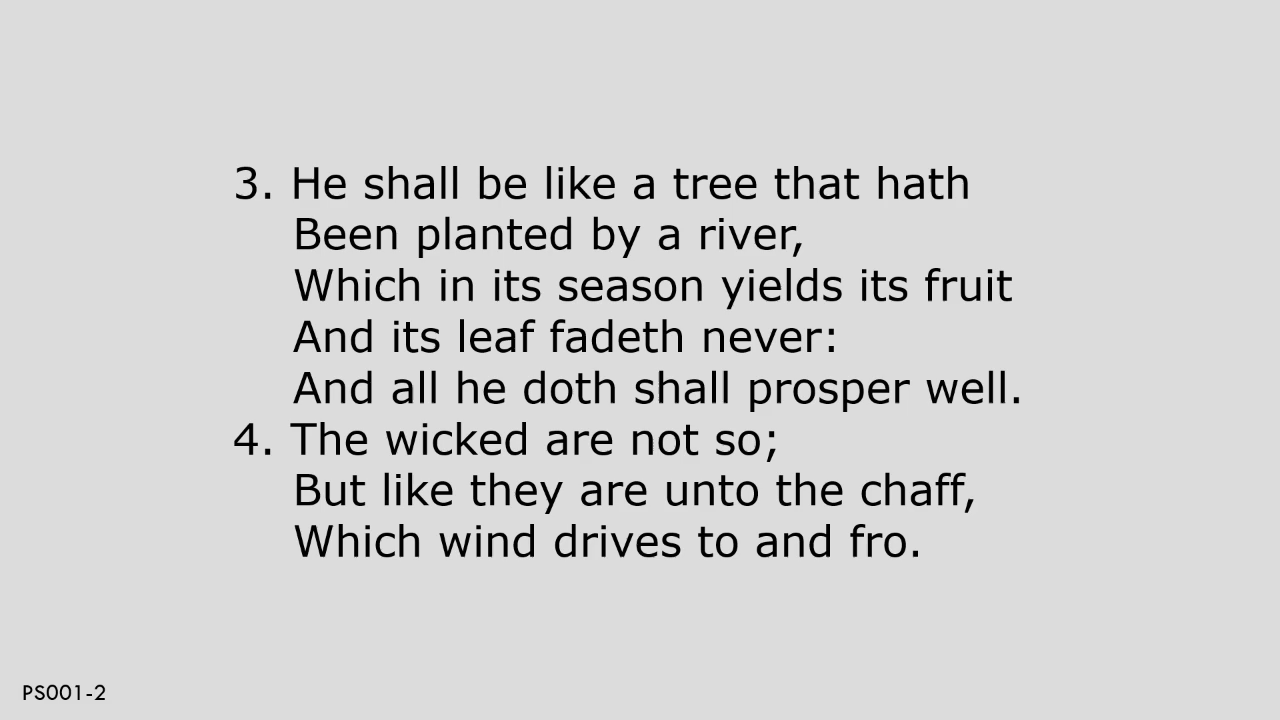 3. He shall be like a tree that hath
Been planted by a river,
Which in its season yields its fruit
And its leaf fadeth never:
And all he doth shall prosper well.
4. The wicked are not so;
But like they are unto the chaff,
Which wind drives to and fro.
PS001-2